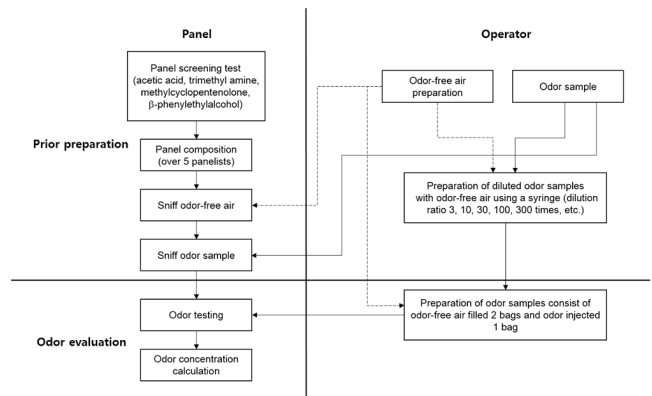 Panel
Operator
Panel screening test
(acetic acid, trimethyl amine,
methylcyclopentenolone,
β-phenylethylalcohol)
Odor-free air
preparation
Odor sample
Prior preparation
Panel composition
(over 5 panelists)
Sniff odor-free air
Preparation of diluted odor samples
with odor-free air using a syringe (dilution
ratio 3, 10, 30, 100, 300 times, etc.)
Sniff odor sample
Odor evaluation
Odor testing
Preparation of odor samples consist of
odor-free air filled 2 bags and odor injected
1 bag
Odor concentration
calculation